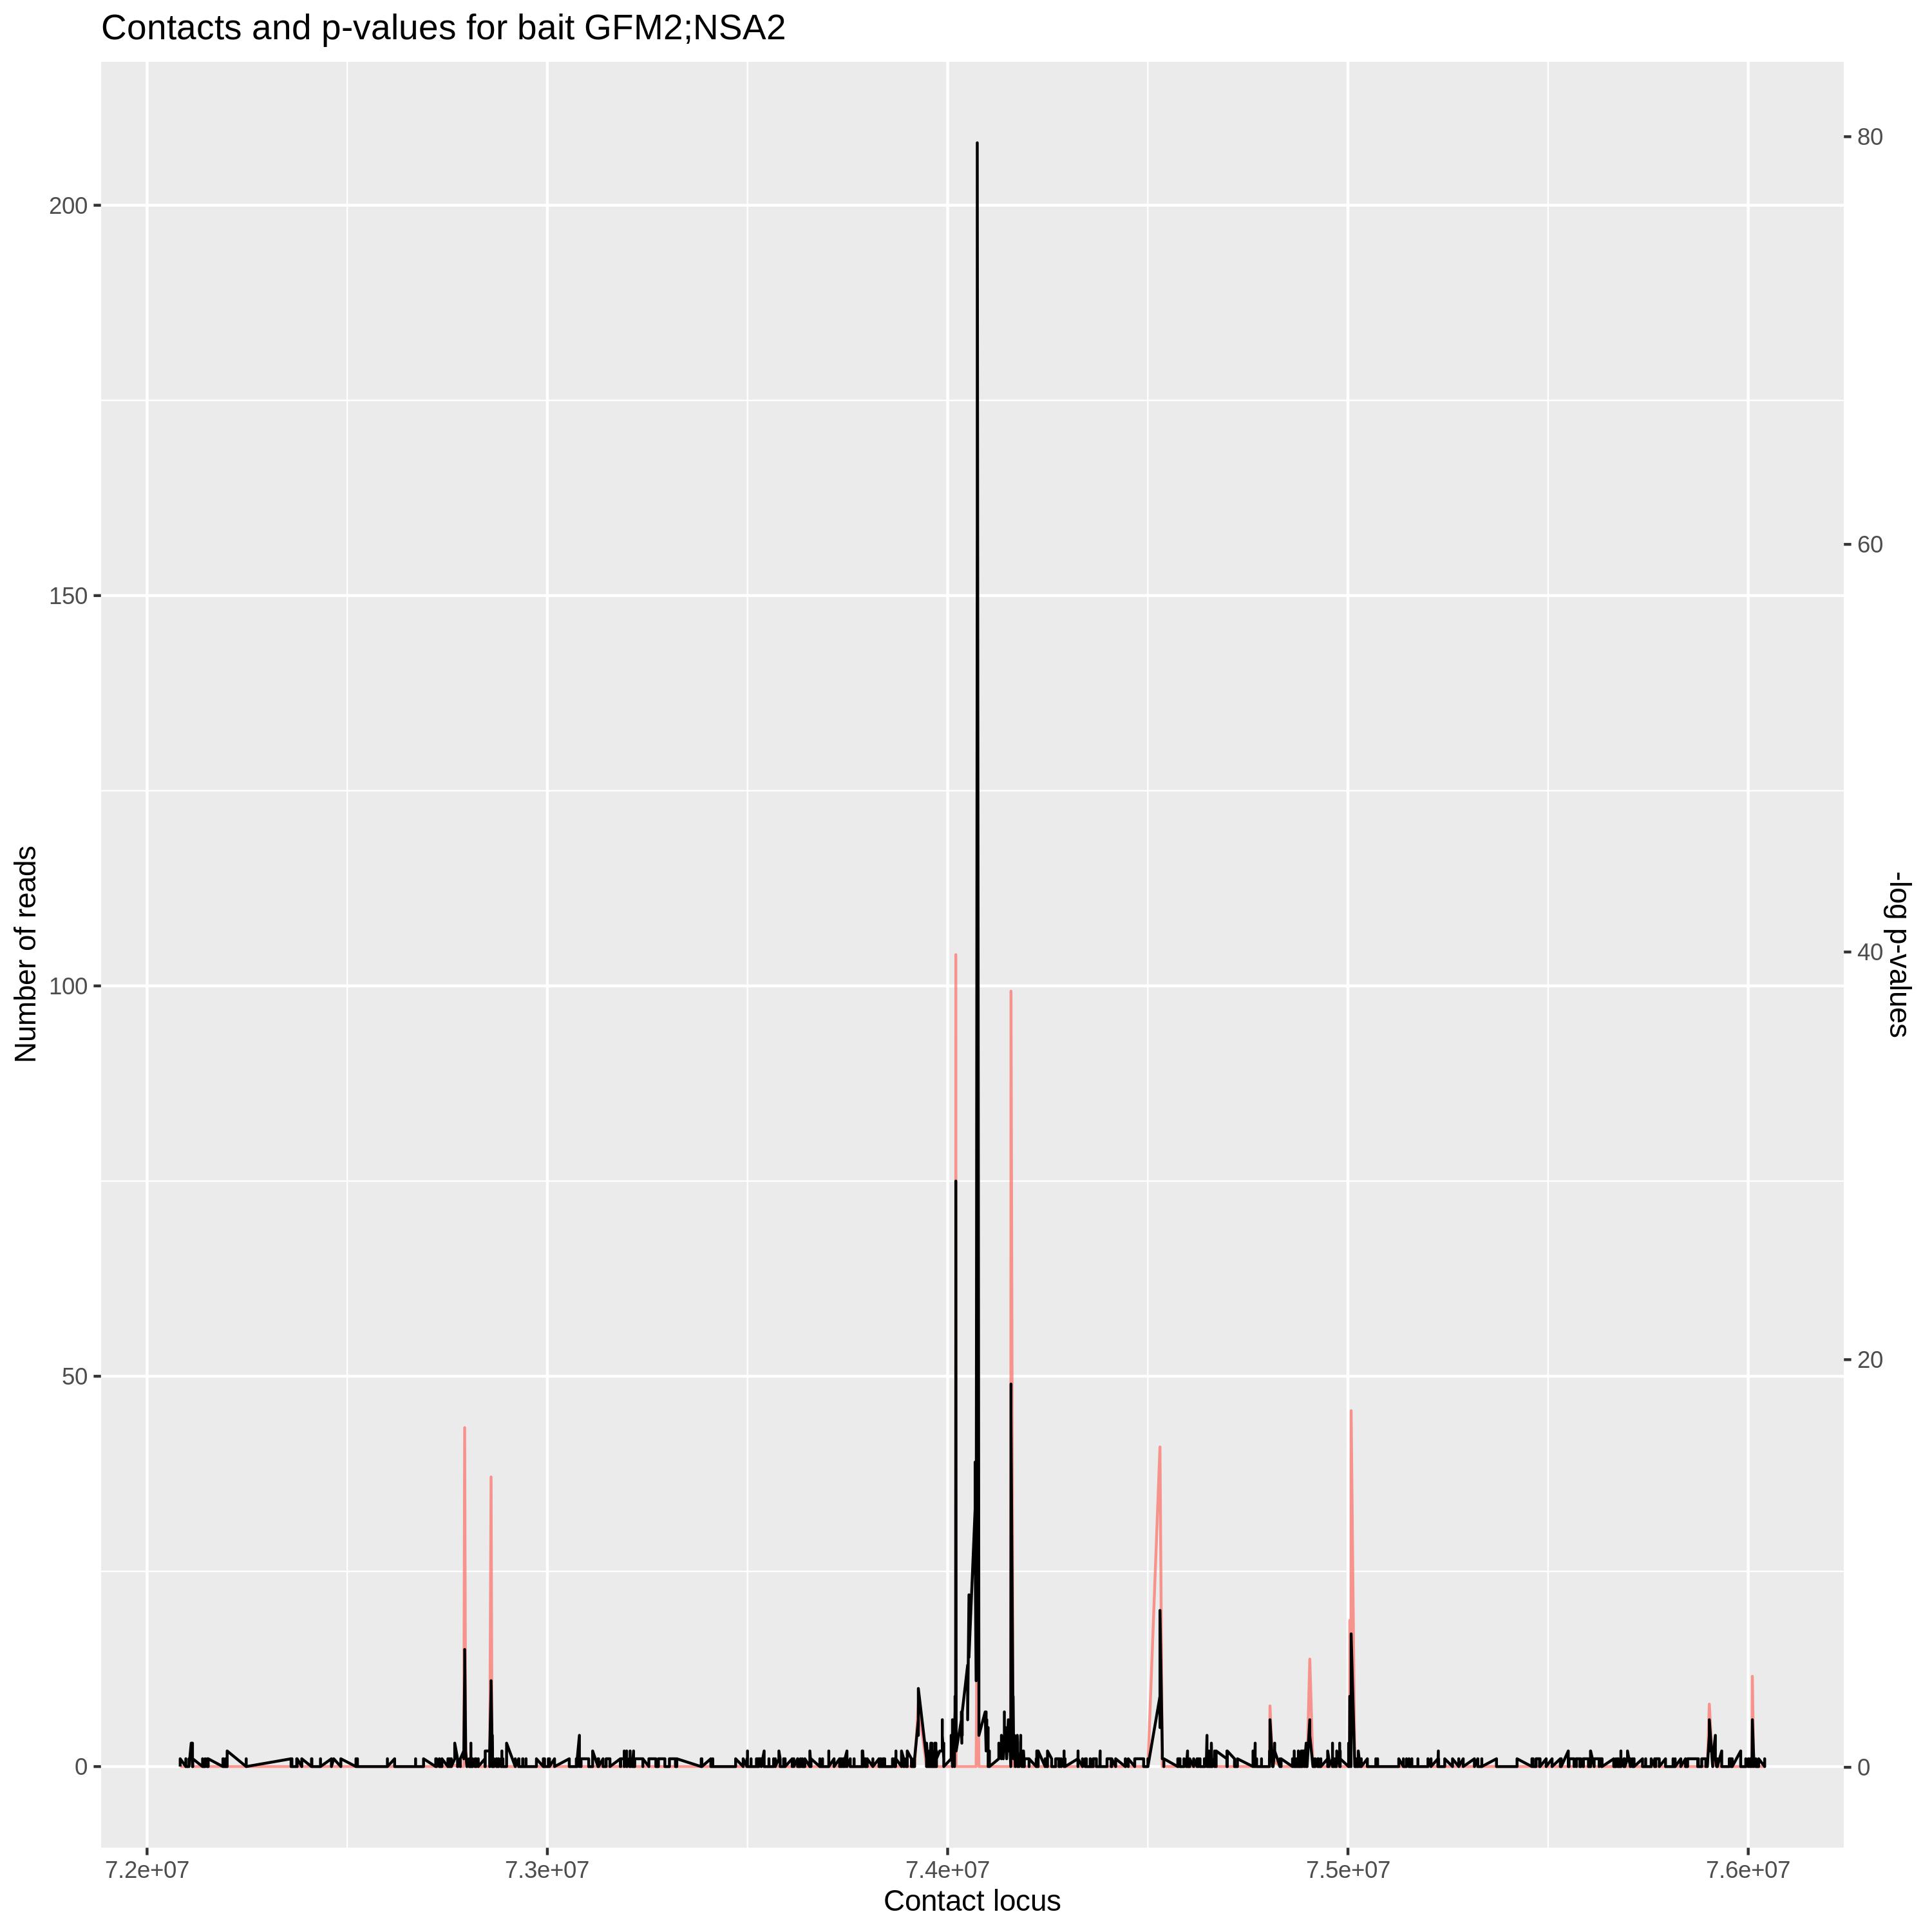 Contacts and p-values for bait GFM2;NSA2
200
150
100
50
0
80
60
40
20
0
Number of reads
-log p-values
7.2e+07 7.3e+07 7.4e+07 7.5e+07 7.6e+07
Contact locus